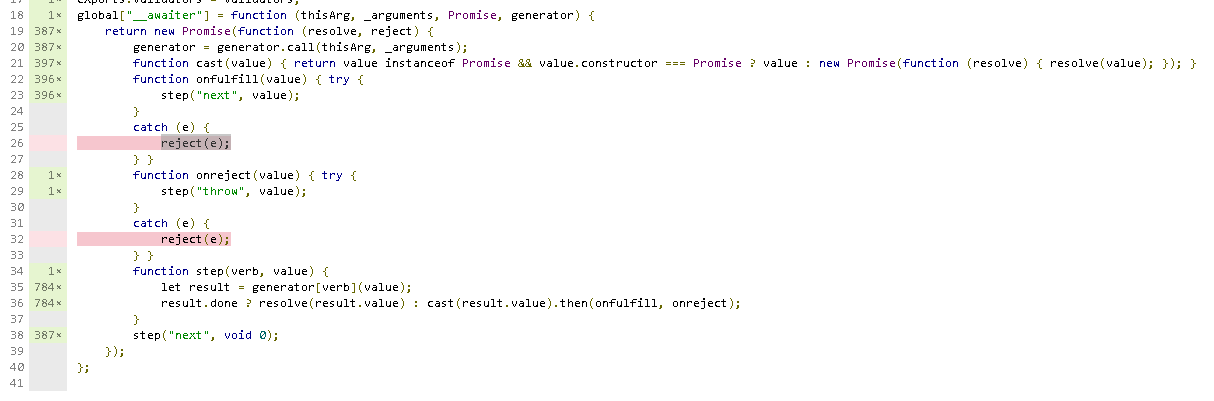 17 1× exports.validators = validators;
18 1× global["__awaiter"] = function (thisArg, _arguments, Promise, generator) {
19 387× return new Promise(function (resolve, reject) {
20 387× generator = generator.call(thisArg, _arguments);
21 397× function cast(value) { return value instanceof Promise && value.constructor === Promise ? value : new Promise(function (resolve) { resolve(value); }); }
22 396× function onfulfill(value) { try {
23 396× step("next", value);
24 }
25 catch (e) {
26 reject(e);
27 } }
28 1× function onreject(value) { try {
29 1× step("throw", value);
30 }
31 catch (e) {
32 reject(e);
33 } }
34 1× function step(verb, value) {
35 784× let result = generator[verb](value);
36 784× result.done ? resolve(result.value) : cast(result.value).then(onfulfill, onreject);
37 }
38 387× step("next", void 0);
39 });
40 };
41